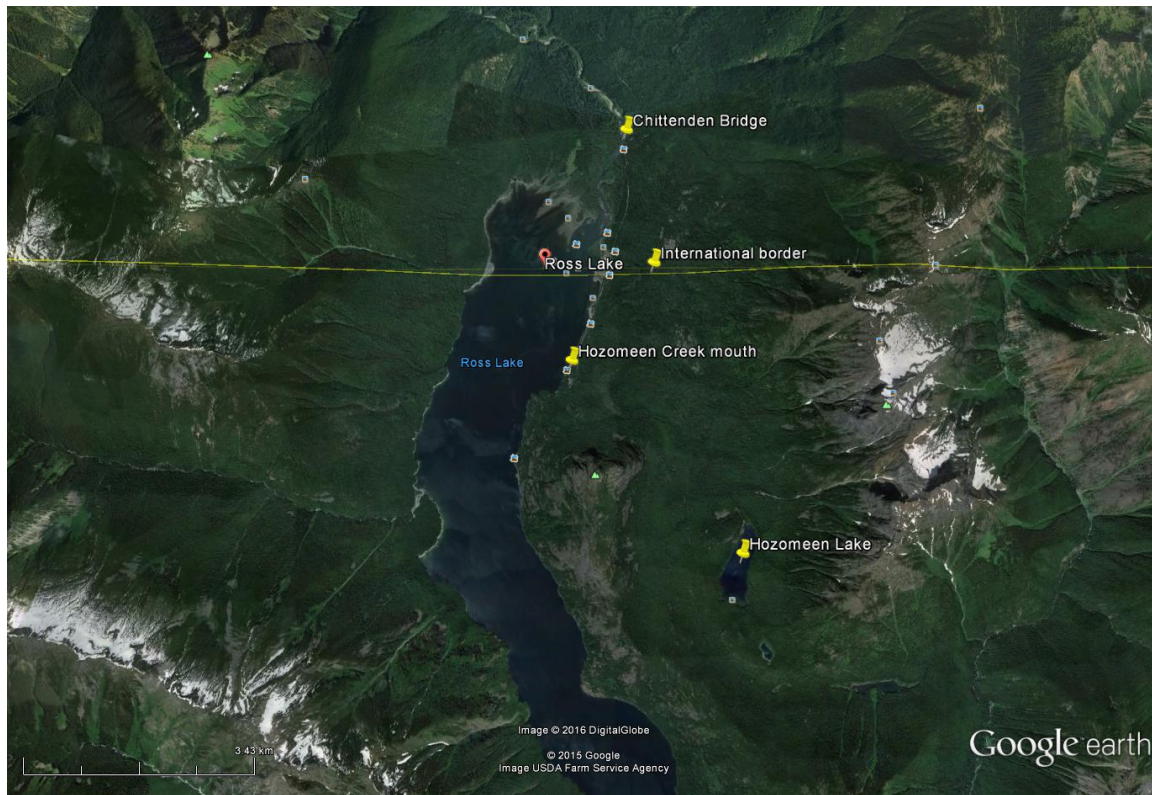 Chittenden Bridge
International border
Ross Lake
Hozomeen Creek mouth
Ross Lake
Hozomeen Lake
Image © 2016 DigitalGlobe
© 2015 Google
Image USDA Farm Service Agency
3.43 km
Google earth